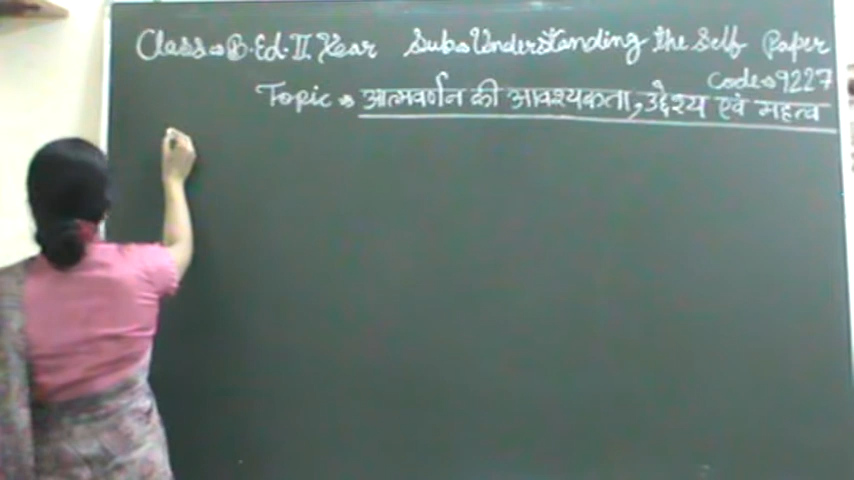 Class → B.Ed. II Year Sub → Understanding the Self Paper
Code → 9227
Topic → आत्मवर्णन की आवश्यकता, उद्देश्य एवं महत्व